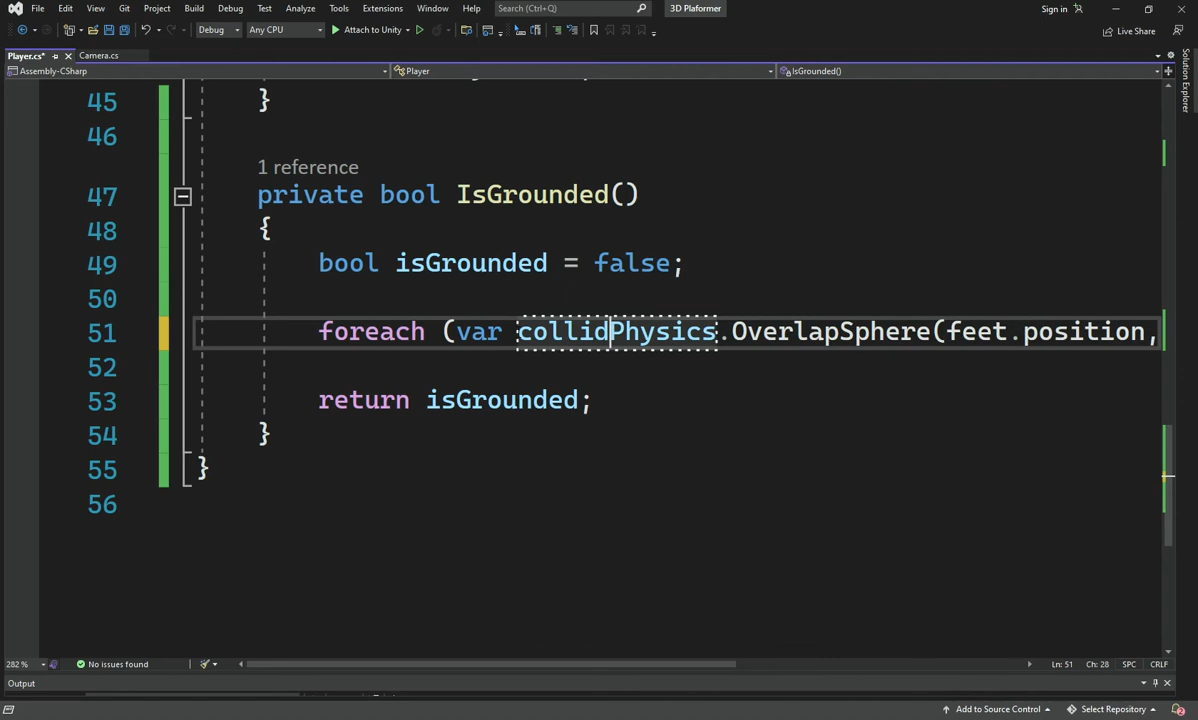 File Edit View Git Project Build Debug Test Analyze Tools Extensions Window Help Search (Ctrl+Q) 3D Plaformer Sign in
Debug Any CPU Attach to Unity Live Share
Player.cs* Camera.cs
Assembly-CSharp Player IsGrounded()
Solution Explorer
45 }
46
1 reference
47 private bool IsGrounded()
48 {
49 bool isGrounded = false;
50
51 foreach (var collidPhysics.OverlapSphere(feet.position,
52
53 return isGrounded;
54 }
55 }
56
282 % No issues found Ln: 51 Ch: 28 SPC CRLF
Output
Add to Source Control Select Repository 2